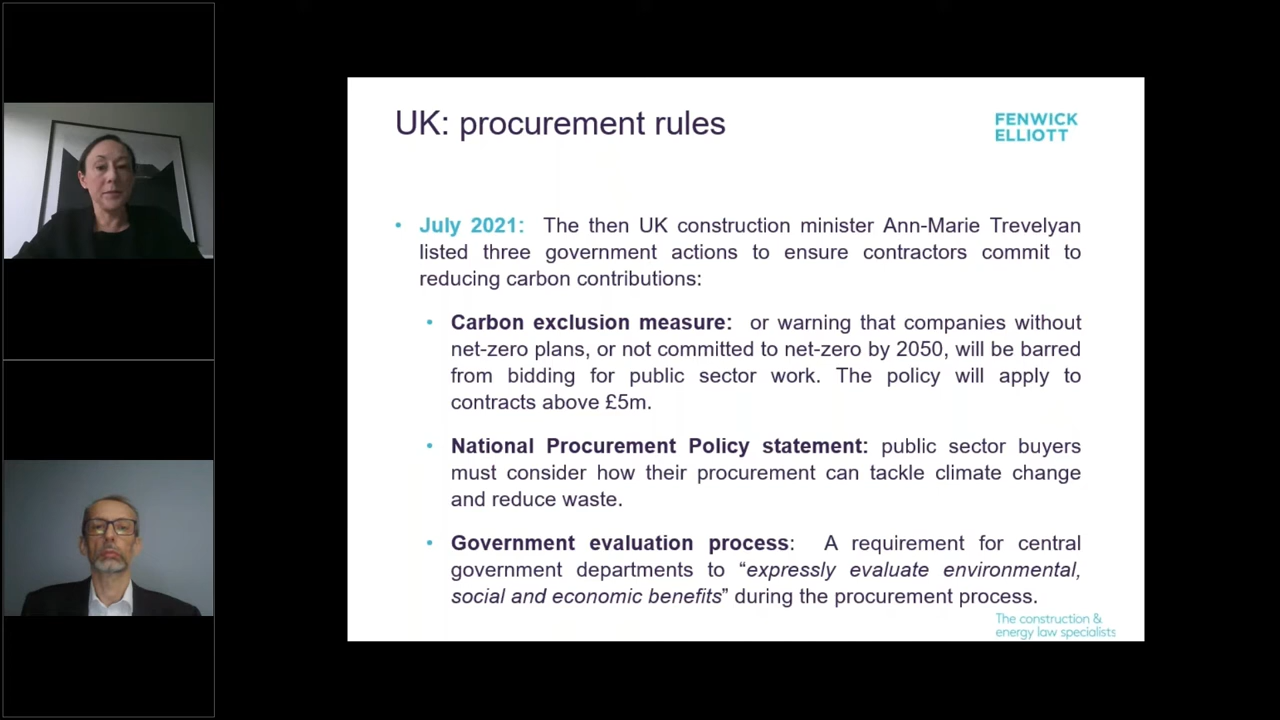 UK: procurement rules
FENWICK
ELLIOTT
• July 2021: The then UK construction minister Ann-Marie Trevelyan
listed three government actions to ensure contractors commit to
reducing carbon contributions:
• Carbon exclusion measure: or warning that companies without
net-zero plans, or not committed to net-zero by 2050, will be barred
from bidding for public sector work. The policy will apply to
contracts above £5m.
• National Procurement Policy statement: public sector buyers
must consider how their procurement can tackle climate change
and reduce waste.
• Government evaluation process: A requirement for central
government departments to “expressly evaluate environmental,
social and economic benefits” during the procurement process.
The construction &
energy law specialists